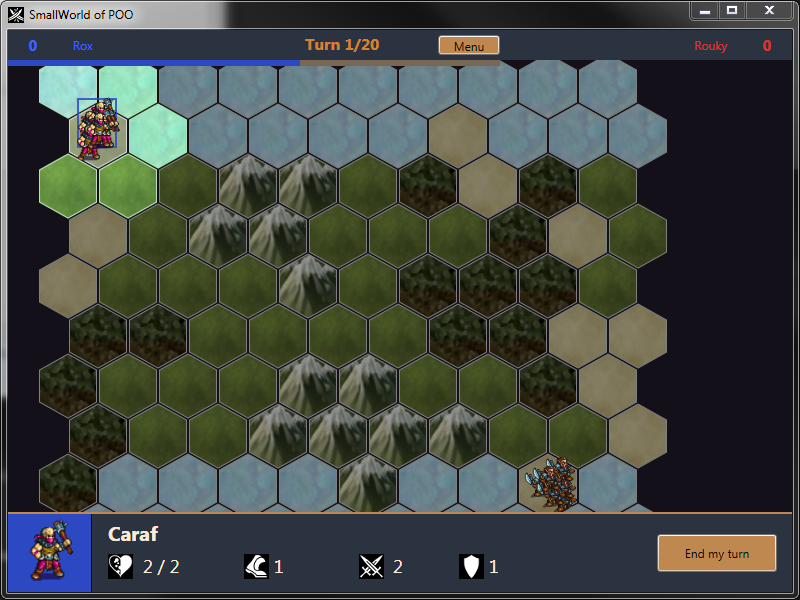 SmallWorld of POO
0 Rox Turn 1/20 Menu Rouky 0
Caraf
2 / 2 1 2 1
End my turn